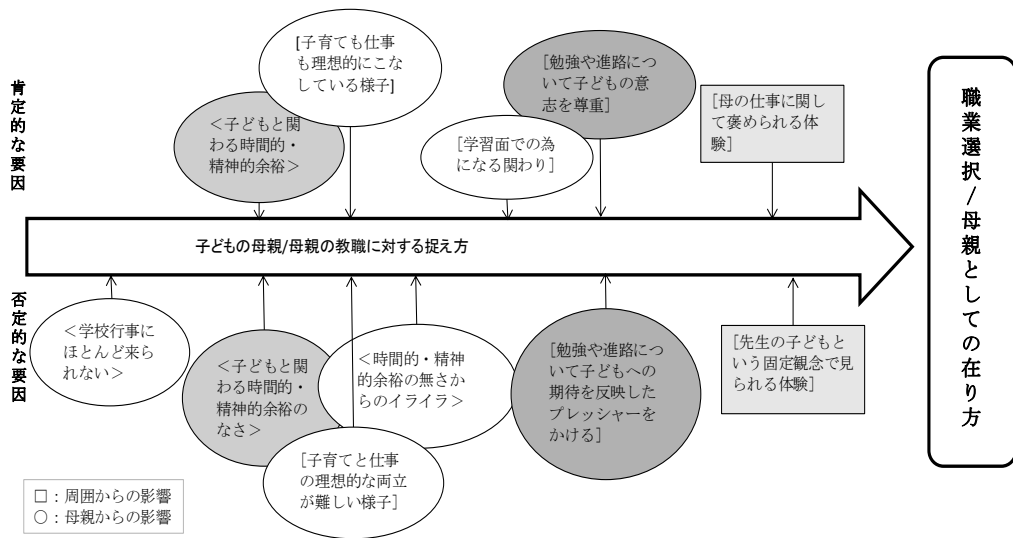 肯定的な要因
[子育ても仕事
も理想的にこな
している様子]
<子どもと関
わる時間的・
精神的余裕>
[学習面での為
になる関わり]
[勉強や進路につ
いて子どもの意
志を尊重]
[母の仕事に関し
て褒められる体
験]
子どもの母親/母親の教職に対する捉え方
職業選択/母親としての在り方
否定的な要因
<学校行事に
ほとんど来ら
れない>
<子どもと関
わる時間的・
精神的余裕の
なさ>
[子育てと仕事
の理想的な両立
が難しい様子]
<時間的・精神
的余裕の無さか
らのイライラ>
[勉強や進路につ
いて子どもへの
期待を反映した
プレッシャーを
かける]
[先生の子どもと
いう固定観念で見
られる体験]
□：周囲からの影響
○：母親からの影響